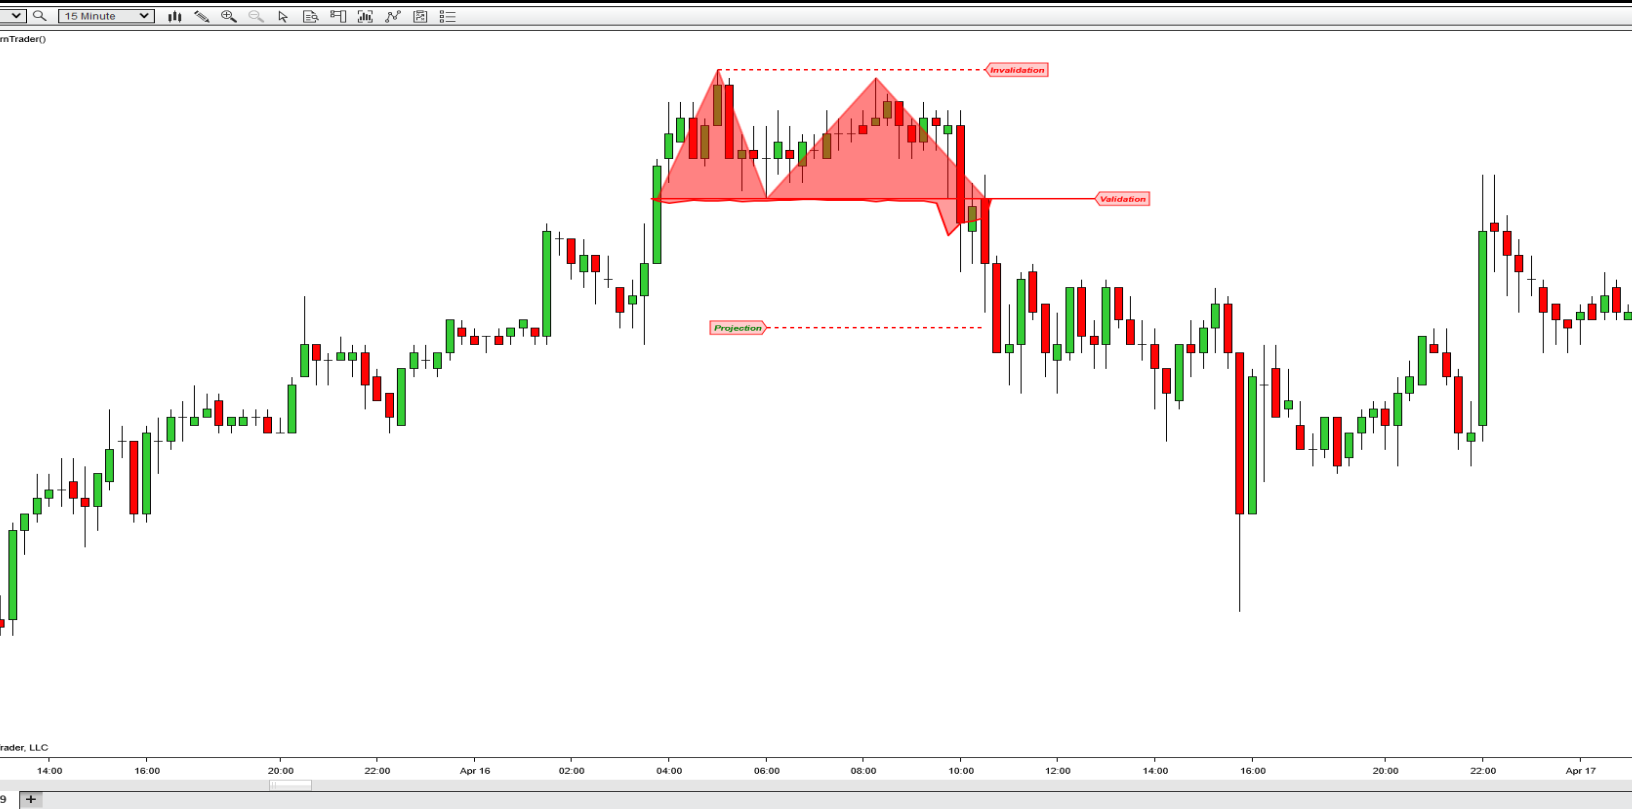 15 Minute
rnTrader()
Invalidation
Validation
Projection
rader, LLC
14:00 16:00 20:00 22:00 Apr 16 02:00 04:00 06:00 08:00 10:00 12:00 14:00 16:00 20:00 22:00 Apr 17
9 +